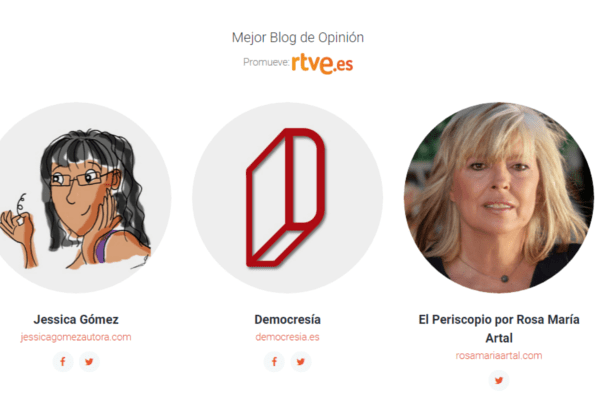 Mejor Blog de Opinión
Promueve: rtve.es
Jessica Gómez
jessicagomezautora.com
Democresía
democresia.es
El Periscopio por Rosa María
Artal
rosamariaartal.com